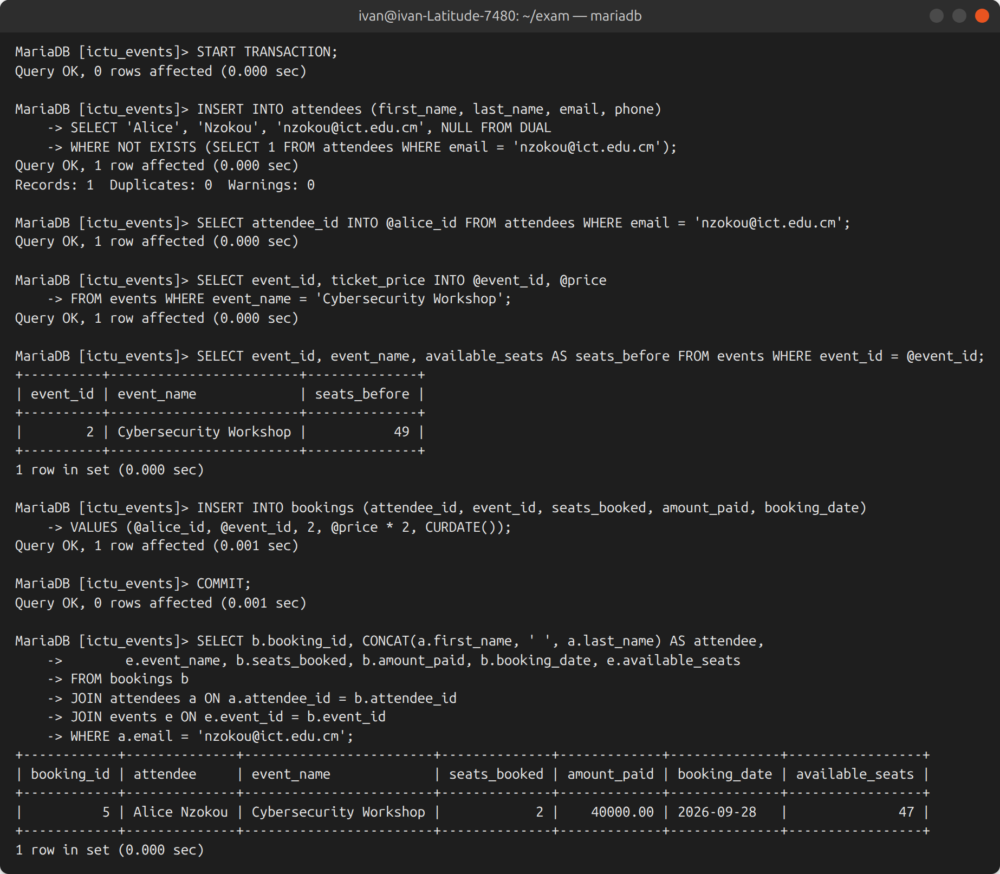 ivan@ivan-Latitude-7480: ~/exam — mariadb
MariaDB [ictu_events]> START TRANSACTION;
Query OK, 0 rows affected (0.000 sec)

MariaDB [ictu_events]> INSERT INTO attendees (first_name, last_name, email, phone)
    -> SELECT 'Alice', 'Nzokou', 'nzokou@ict.edu.cm', NULL FROM DUAL
    -> WHERE NOT EXISTS (SELECT 1 FROM attendees WHERE email = 'nzokou@ict.edu.cm');
Query OK, 1 row affected (0.000 sec)
Records: 1  Duplicates: 0  Warnings: 0

MariaDB [ictu_events]> SELECT attendee_id INTO @alice_id FROM attendees WHERE email = 'nzokou@ict.edu.cm';
Query OK, 1 row affected (0.000 sec)

MariaDB [ictu_events]> SELECT event_id, ticket_price INTO @event_id, @price
    -> FROM events WHERE event_name = 'Cybersecurity Workshop';
Query OK, 1 row affected (0.000 sec)

MariaDB [ictu_events]> SELECT event_id, event_name, available_seats AS seats_before FROM events WHERE event_id = @event_id;
+----------+------------------------+--------------+
| event_id | event_name             | seats_before |
+----------+------------------------+--------------+
|        2 | Cybersecurity Workshop |           49 |
+----------+------------------------+--------------+
1 row in set (0.000 sec)

MariaDB [ictu_events]> INSERT INTO bookings (attendee_id, event_id, seats_booked, amount_paid, booking_date)
    -> VALUES (@alice_id, @event_id, 2, @price * 2, CURDATE());
Query OK, 1 row affected (0.001 sec)

MariaDB [ictu_events]> COMMIT;
Query OK, 0 rows affected (0.001 sec)

MariaDB [ictu_events]> SELECT b.booking_id, CONCAT(a.first_name, ' ', a.last_name) AS attendee,
    ->        e.event_name, b.seats_booked, b.amount_paid, b.booking_date, e.available_seats
    -> FROM bookings b
    -> JOIN attendees a ON a.attendee_id = b.attendee_id
    -> JOIN events e ON e.event_id = b.event_id
    -> WHERE a.email = 'nzokou@ict.edu.cm';
+------------+--------------+------------------------+--------------+-------------+--------------+-----------------+
| booking_id | attendee     | event_name             | seats_booked | amount_paid | booking_date | available_seats |
+------------+--------------+------------------------+--------------+-------------+--------------+-----------------+
|          5 | Alice Nzokou | Cybersecurity Workshop |            2 |    40000.00 | 2026-09-28   |              47 |
+------------+--------------+------------------------+--------------+-------------+--------------+-----------------+
1 row in set (0.000 sec)